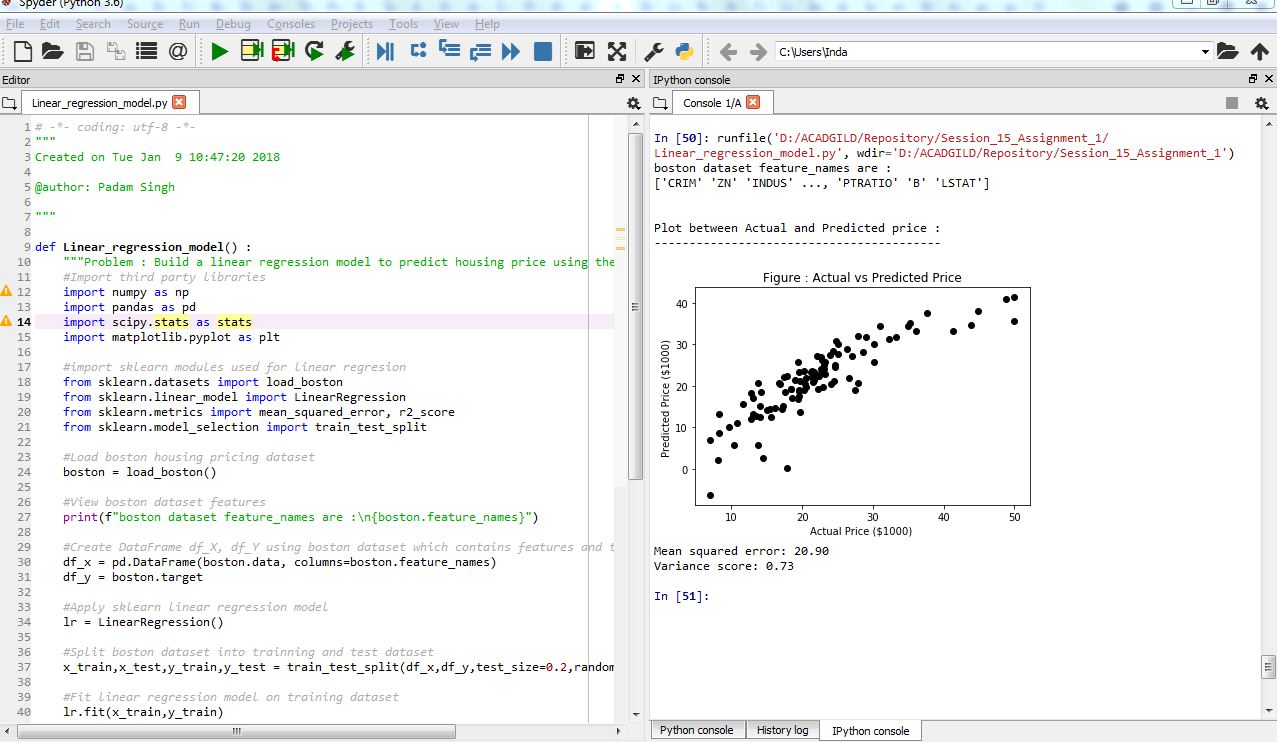 Spyder (Python 3.6)
File Edit Search Source Run Debug Consoles Projects Tools View Help
C:\Users\Inda
Editor
Linear_regression_model.py
1 # -*- coding: utf-8 -*-
2 """
3 Created on Tue Jan  9 10:47:20 2018
4
5 @author: Padam Singh
6
7 """
8
9 def Linear_regression_model() :
10     """Problem : Build a linear regression model to predict housing price using the
11     #Import third party libraries
12     import numpy as np
13     import pandas as pd
14     import scipy.stats as stats
15     import matplotlib.pyplot as plt
16
17     #import sklearn modules used for linear regresion
18     from sklearn.datasets import load_boston
19     from sklearn.linear_model import LinearRegression
20     from sklearn.metrics import mean_squared_error, r2_score
21     from sklearn.model_selection import train_test_split
22
23     #Load boston housing pricing dataset
24     boston = load_boston()
25
26     #View boston dataset features
27     print(f"boston dataset feature_names are :\n{boston.feature_names}")
28
29     #Create DataFrame df_X, df_Y using boston dataset which contains features and t
30     df_x = pd.DataFrame(boston.data, columns=boston.feature_names)
31     df_y = boston.target
32
33     #Apply sklearn linear regression model
34     lr = LinearRegression()
35
36     #Split boston dataset into trainning and test dataset
37     x_train,x_test,y_train,y_test = train_test_split(df_x,df_y,test_size=0.2,random
38
39     #Fit linear regression model on training dataset
40     lr.fit(x_train,y_train)
IPython console
Console 1/A
In [50]: runfile('D:/ACADGILD/Repository/Session_15_Assignment_1/
Linear_regression_model.py', wdir='D:/ACADGILD/Repository/Session_15_Assignment_1')
boston dataset feature_names are :
['CRIM' 'ZN' 'INDUS' ..., 'PTRATIO' 'B' 'LSTAT']
Plot between Actual and Predicted price :
-----------------------------------------
Figure : Actual vs Predicted Price
Predicted Price ($1000)
40
30
20
10
0
10 20 30 40 50
Actual Price ($1000)
Mean squared error: 20.90
Variance score: 0.73
In [51]:
Python console History log IPython console